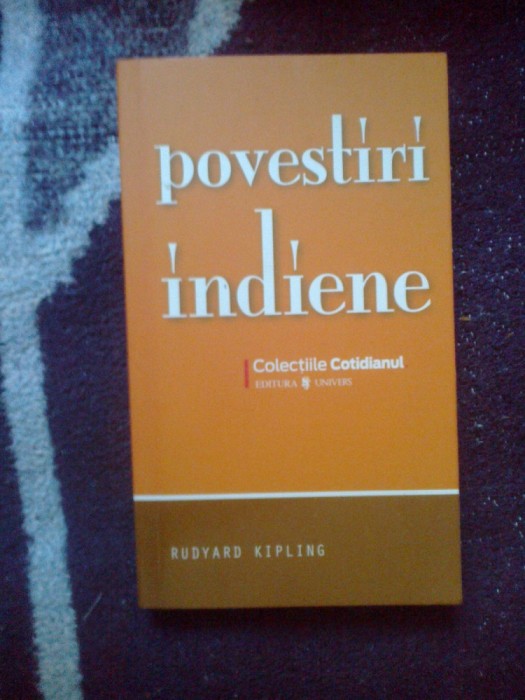 povestiri
indiene
Colecțiile Cotidianul
EDITURA UNIVERS
RUDYARD KIPLING